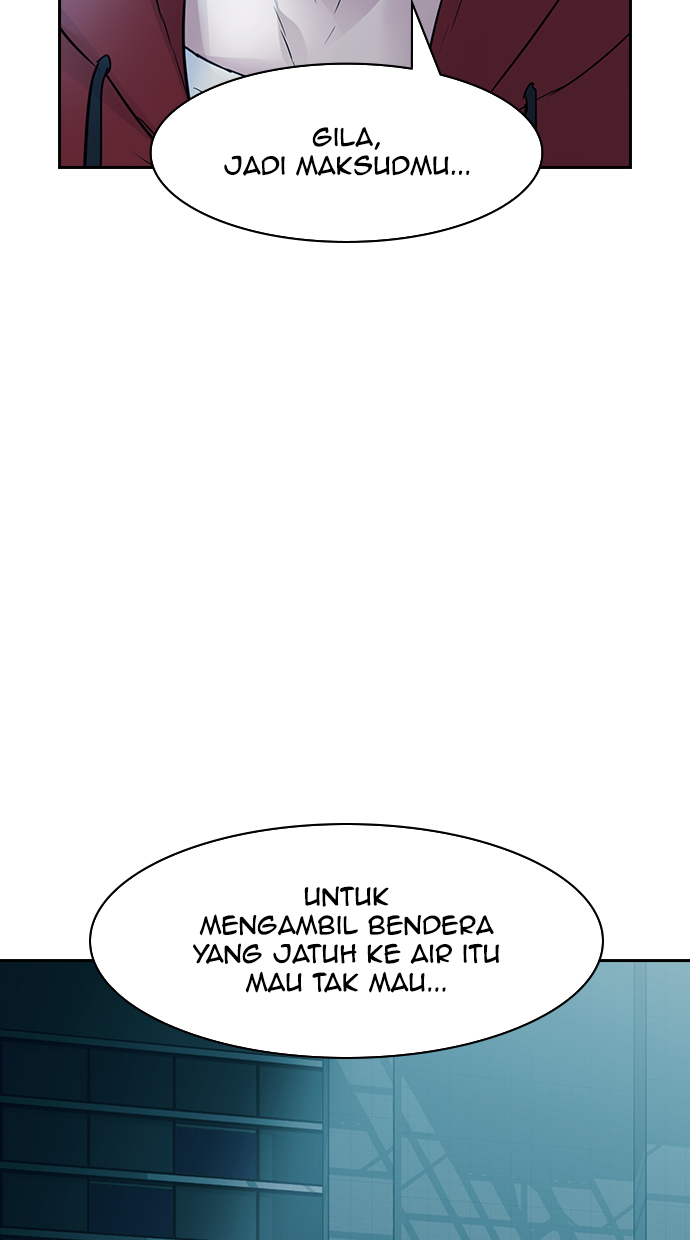 GILA,
JADI MAKSUDMU...
UNTUK
MENGAMBIL BENDERA
YANG JATUH KE AIR ITU
MAU TAK MAU...